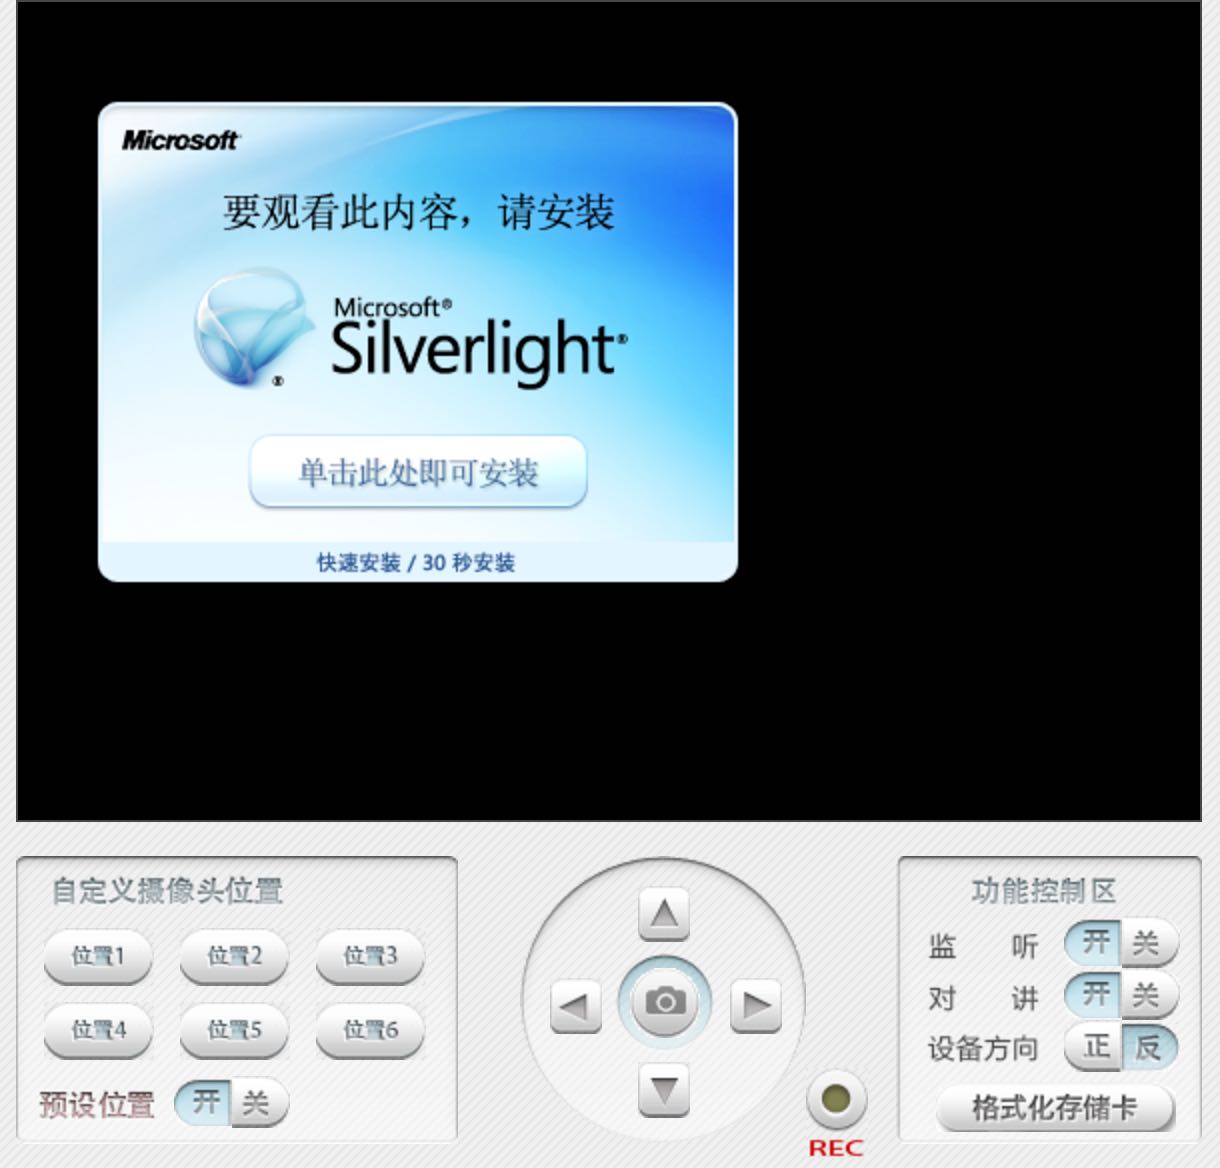 Microsoft
要观看此内容，请安装
Microsoft®
Silverlight®
®
单击此处即可安装
快速安装 / 30 秒安装
自定义摄像头位置
位置1 位置2 位置3
位置4 位置5 位置6
预设位置 开 关
REC
功能控制区
监 听 开 关
对 讲 开 关
设备方向 正 反
格式化存储卡